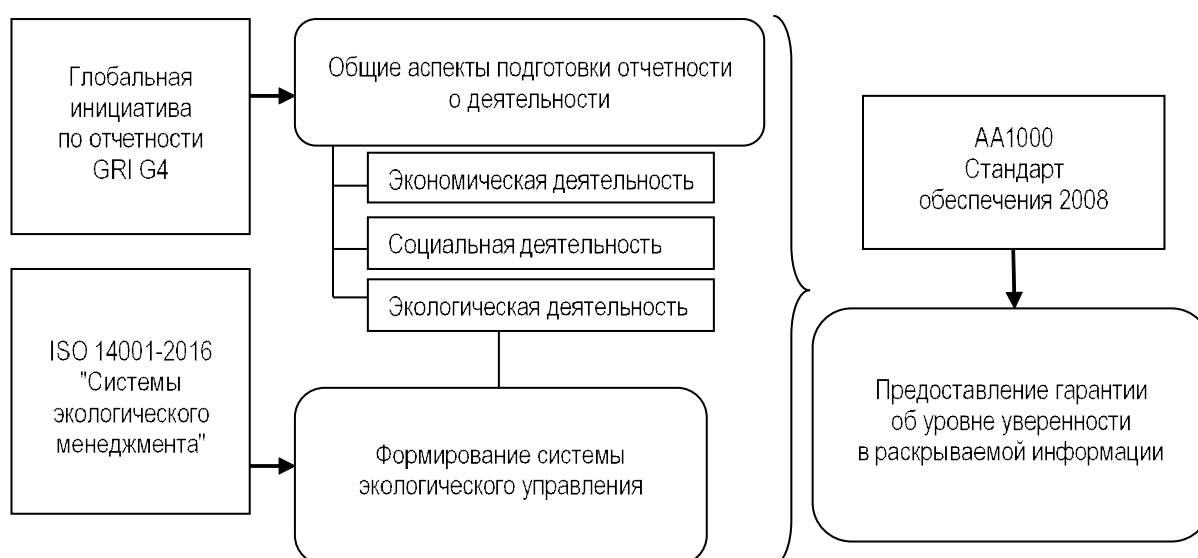 Глобальная
инициатива
по отчетности
GRI G4
Общие аспекты подготовки отчетности
о деятельности
Экономическая деятельность
Социальная деятельность
Экологическая деятельность
ISO 14001-2016
"Системы
экологического
менеджмента"
Формирование системы
экологического управления
АА1000
Стандарт
обеспечения 2008
Предоставление гарантии
об уровне уверенности
в раскрываемой информации